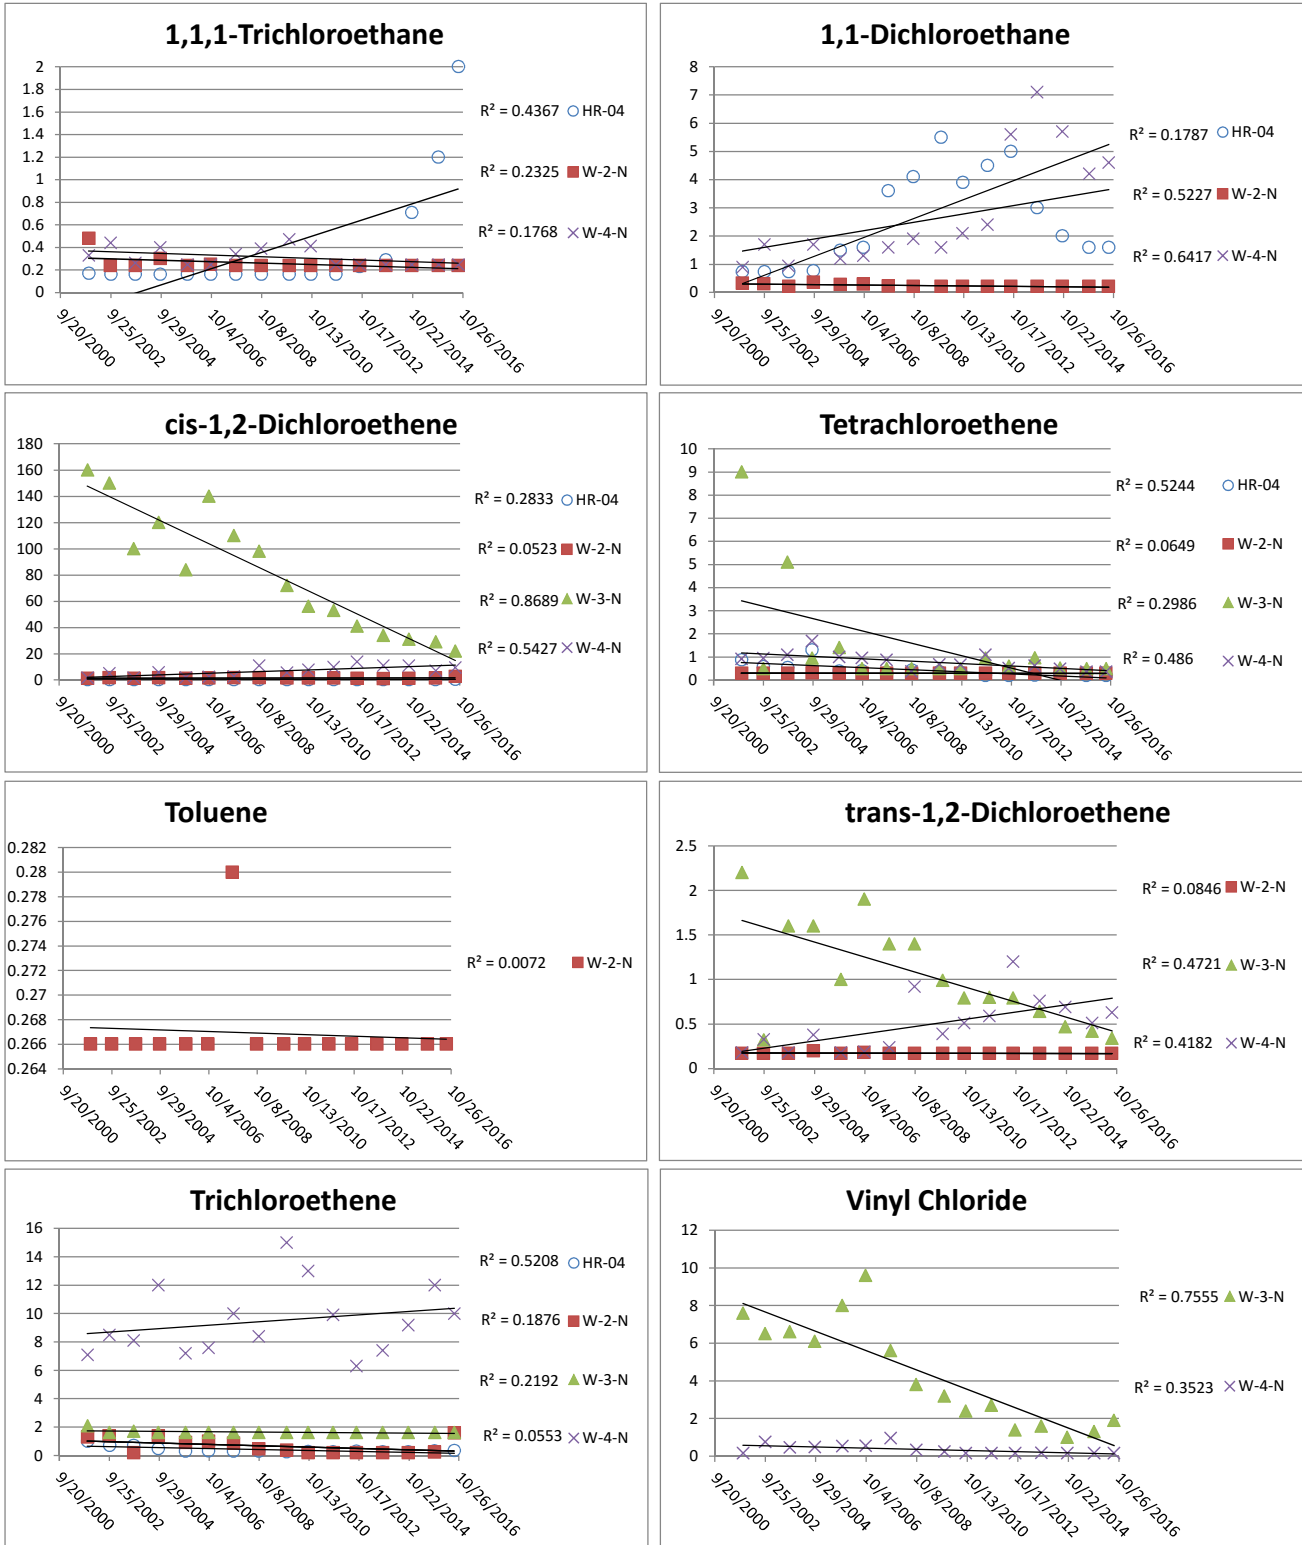 1,1,1-Trichloroethane
2
1.8
1.6
1.4
1.2
1
0.8
0.6
0.4
0.2
0
R² = 0.4367 HR-04
R² = 0.2325 W-2-N
R² = 0.1768 W-4-N
9/20/2000 9/25/2002 9/29/2004 10/4/2006 10/8/2008 10/13/2010 10/17/2012 10/22/2014 10/26/2016
1,1-Dichloroethane
8
7
6
5
4
3
2
1
0
R² = 0.1787 HR-04
R² = 0.5227 W-2-N
R² = 0.6417 W-4-N
9/20/2000 9/25/2002 9/29/2004 10/4/2006 10/8/2008 10/13/2010 10/17/2012 10/22/2014 10/26/2016
cis-1,2-Dichloroethene
180
160
140
120
100
80
60
40
20
0
R² = 0.2833 HR-04
R² = 0.0523 W-2-N
R² = 0.8689 W-3-N
R² = 0.5427 W-4-N
9/20/2000 9/25/2002 9/29/2004 10/4/2006 10/8/2008 10/13/2010 10/17/2012 10/22/2014 10/26/2016
Tetrachloroethene
10
9
8
7
6
5
4
3
2
1
0
R² = 0.5244 HR-04
R² = 0.0649 W-2-N
R² = 0.2986 W-3-N
R² = 0.486 W-4-N
9/20/2000 9/25/2002 9/29/2004 10/4/2006 10/8/2008 10/13/2010 10/17/2012 10/22/2014 10/26/2016
Toluene
0.282
0.28
0.278
0.276
0.274
0.272
0.27
0.268
0.266
0.264
R² = 0.0072 W-2-N
9/20/2000 9/25/2002 9/29/2004 10/4/2006 10/8/2008 10/13/2010 10/17/2012 10/22/2014 10/26/2016
trans-1,2-Dichloroethene
2.5
2
1.5
1
0.5
0
R² = 0.0846 W-2-N
R² = 0.4721 W-3-N
R² = 0.4182 W-4-N
9/20/2000 9/25/2002 9/29/2004 10/4/2006 10/8/2008 10/13/2010 10/17/2012 10/22/2014 10/26/2016
Trichloroethene
16
14
12
10
8
6
4
2
0
R² = 0.5208 HR-04
R² = 0.1876 W-2-N
R² = 0.2192 W-3-N
R² = 0.0553 W-4-N
9/20/2000 9/25/2002 9/29/2004 10/4/2006 10/8/2008 10/13/2010 10/17/2012 10/22/2014 10/26/2016
Vinyl Chloride
12
10
8
6
4
2
0
R² = 0.7555 W-3-N
R² = 0.3523 W-4-N
9/20/2000 9/25/2002 9/29/2004 10/4/2006 10/8/2008 10/13/2010 10/17/2012 10/22/2014 10/26/2016